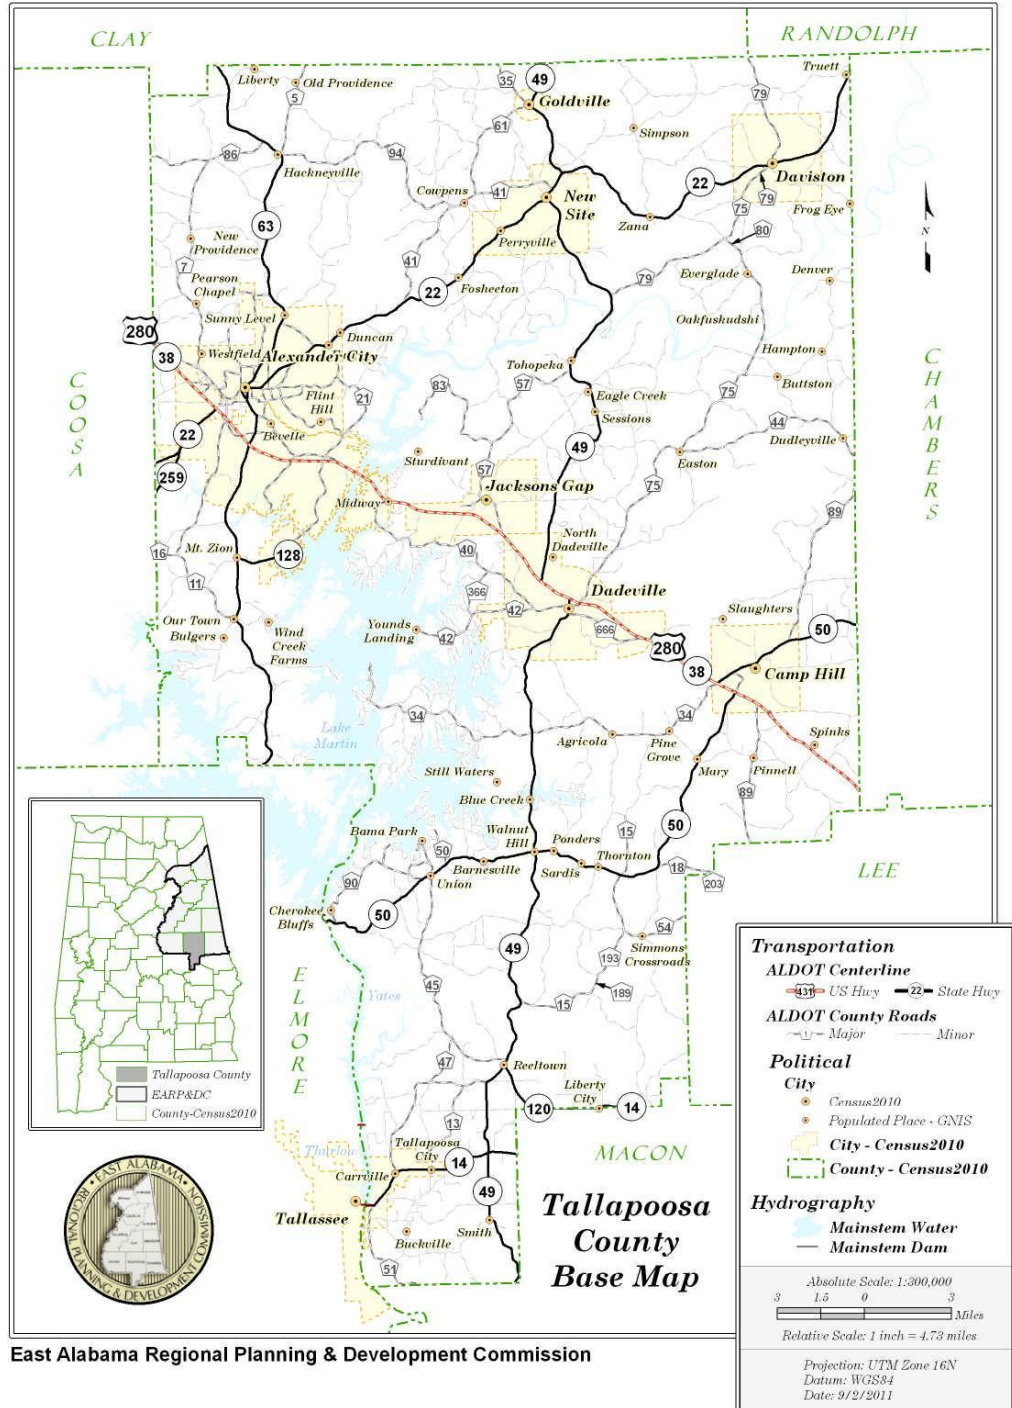 CLAY
RANDOLPH
Truett
Liberty
Old Providence
5
35
49
Goldville
79
61
Simpson
86
Hackneyville
94
Daviston
22
79
Cowpens
41
New
Site
75
Frog Eye
63
Zana
80
New
Providence
Perryville
41
7
Pearson
Chapel
79
Everglade
Denver
22
Fosheeton
Sunny Level
Oakfuskudshi
280
38
Duncan
Westfield
Alexander City
Hampton
Tohopeka
COOSA
CHAMBERS
83
57
Buttston
Flint
Hill
21
Eagle Creek
75
Sessions
44
22
Bevelle
49
Dudleyville
Sturdivant
Easton
259
57
75
Jacksons Gap
Midway
89
North
Dadeville
16
Mt. Zion
128
40
11
366
Dadeville
42
Slaughters
Our Town
Bulgers
Wind
Creek
Farms
Younds
Landing
42
666
50
280
38
Camp Hill
34
34
Lake
Martin
Agricola
Pine
Grove
Spinks
Still Waters
Mary
Pinnell
Blue Creek
89
Bama Park
Walnut
Hill
50
15
50
Ponders
Thornton
Barnesville
Sardis
18
203
LEE
90
Union
Cherokee
Bluffs
50
54
49
Simmons
Crossroads
193
ELMORE
45
Yates
189
15
47
Reeltown
Liberty
City
120
14
13
Thurlow
Tallapoosa
City
14
MACON
Carrville
49
Tallassee
Smith
Buckville
51
Tallapoosa
County
Base Map
Tallapoosa County
EARP&DC
County-Census2010
EAST ALABAMA
REGIONAL PLANNING & DEVELOPMENT COMMISSION
Transportation
ALDOT Centerline
431 US Hwy 22 State Hwy
ALDOT County Roads
1 Major Minor
Political
City
Census2010
Populated Place - GNIS
City - Census2010
County - Census2010
Hydrography
Mainstem Water
Mainstem Dam
Absolute Scale: 1:300,000
3 1.5 0 3
Miles
Relative Scale: 1 inch = 4.73 miles
Projection: UTM Zone 16N
Datum: WGS84
Date: 9/2/2011
N
East Alabama Regional Planning & Development Commission